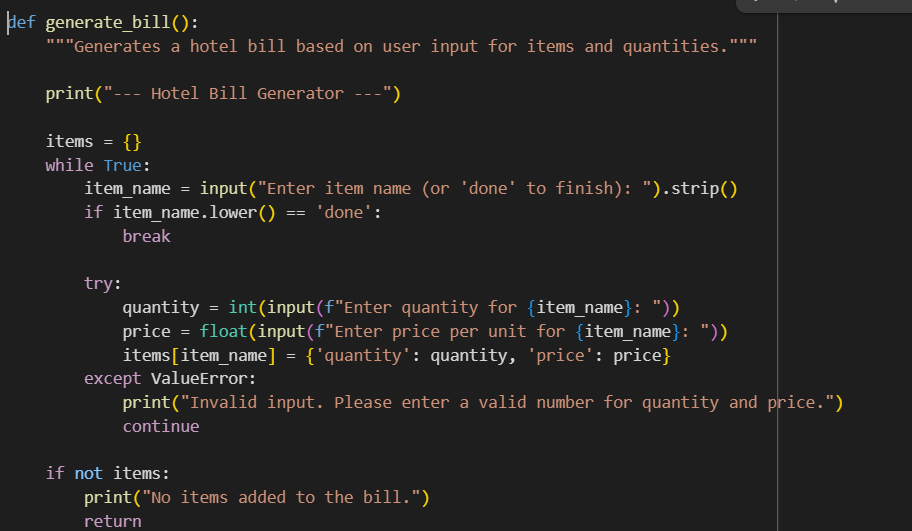 def generate_bill():
    """Generates a hotel bill based on user input for items and quantities."""

    print("--- Hotel Bill Generator ---")

    items = {}
    while True:
        item_name = input("Enter item name (or 'done' to finish): ").strip()
        if item_name.lower() == 'done':
            break

        try:
            quantity = int(input(f"Enter quantity for {item_name}: "))
            price = float(input(f"Enter price per unit for {item_name}: "))
            items[item_name] = {'quantity': quantity, 'price': price}
        except ValueError:
            print("Invalid input. Please enter a valid number for quantity and price.")
            continue

    if not items:
        print("No items added to the bill.")
        return